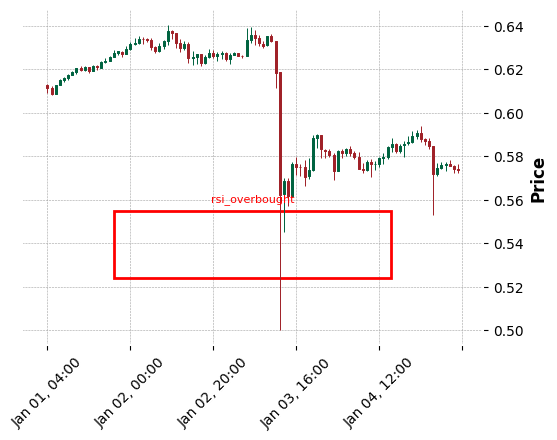 0.64
0.62
0.60
0.58
0.56
0.54
0.52
0.50
Price
rsi_overbought
Jan 01, 04:00
Jan 02, 00:00
Jan 02, 20:00
Jan 03, 16:00
Jan 04, 12:00